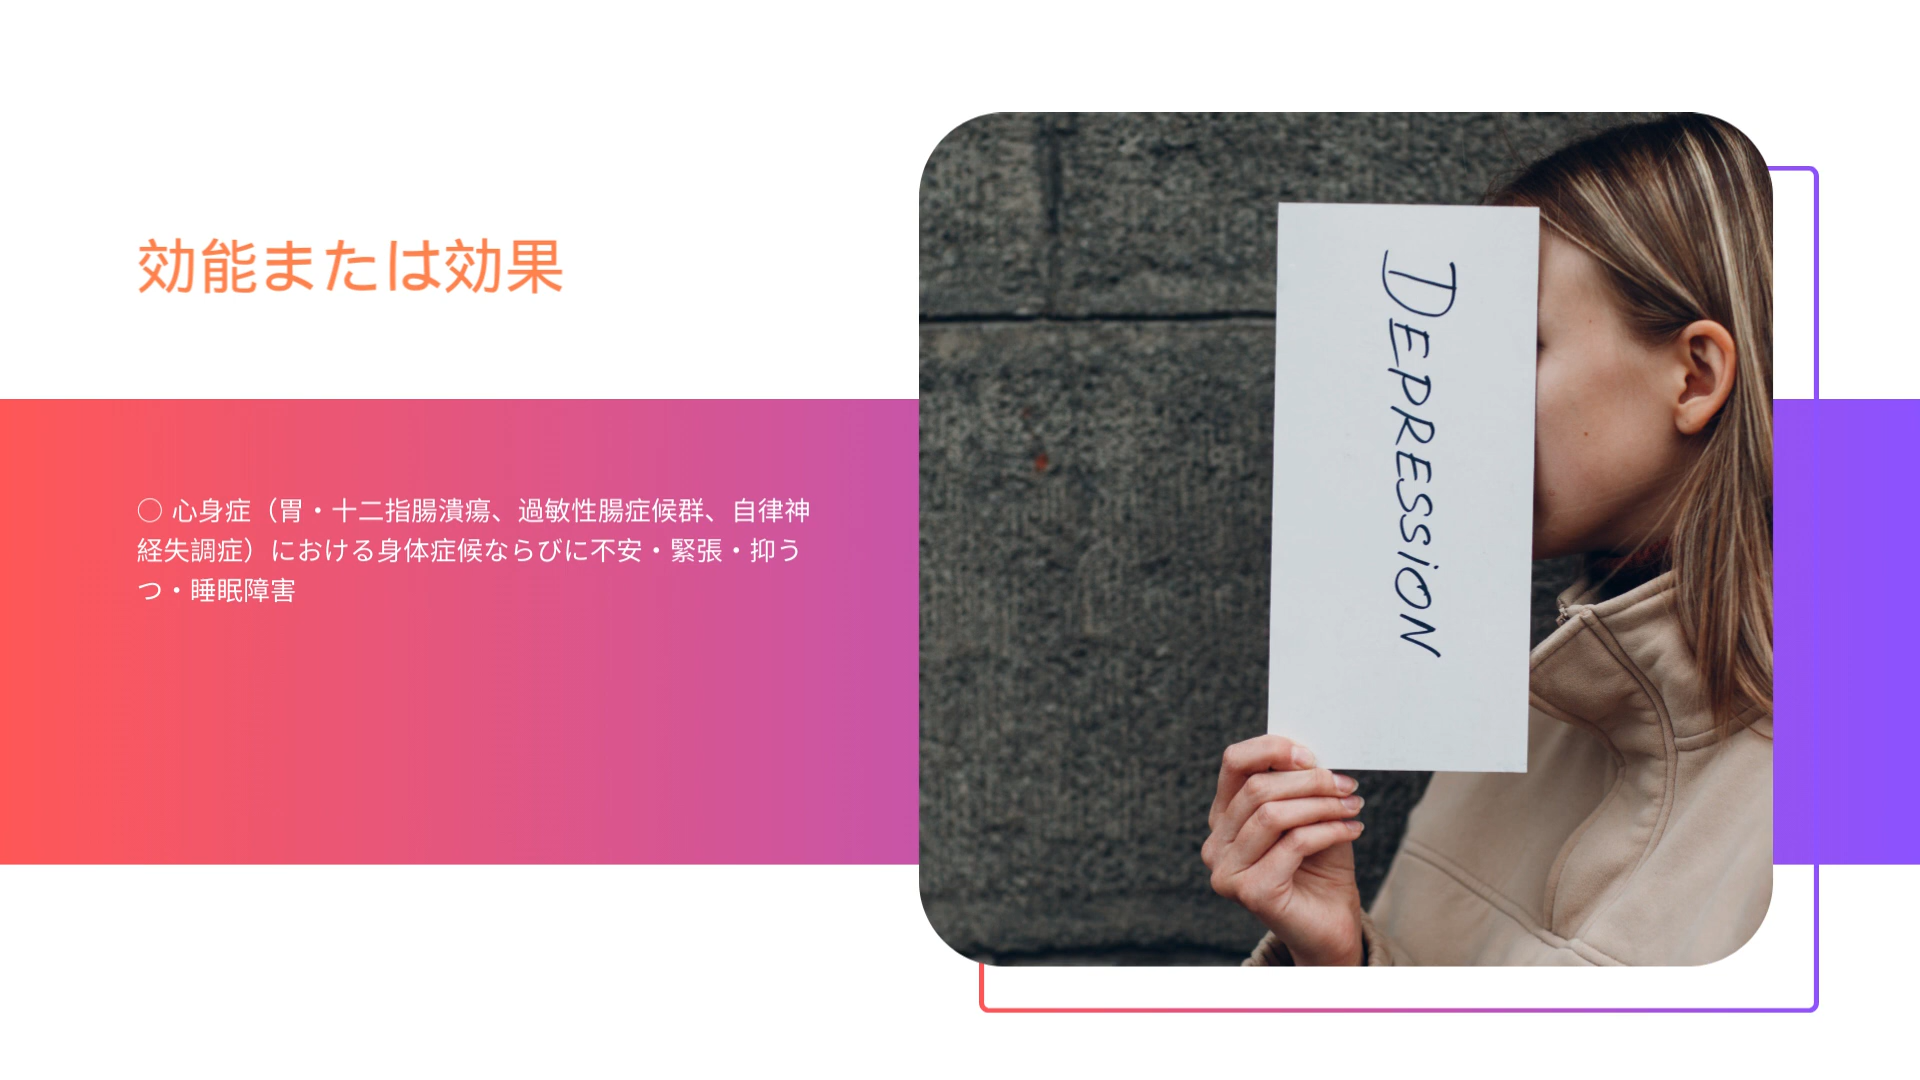 効能または効果
〇 心身症（胃・十二指腸潰瘍、過敏性腸症候群、自律神
経失調症）における身体症候ならびに不安・緊張・抑う
つ・睡眠障害
DEPRESSION